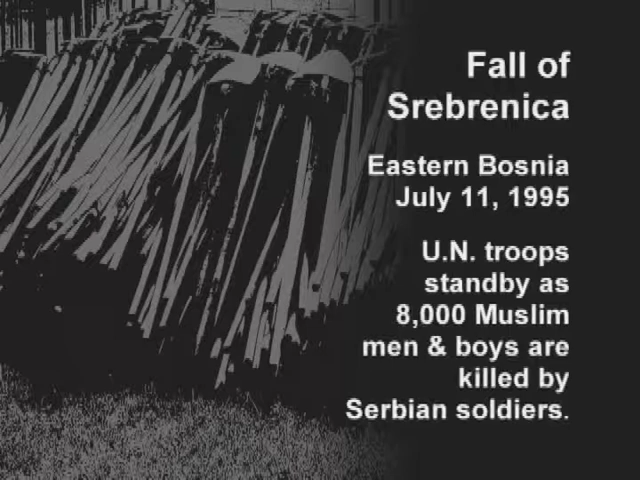 Fall of
Srebrenica
Eastern Bosnia
July 11, 1995
U.N. troops
standby as
8,000 Muslim
men & boys are
killed by
Serbian soldiers.